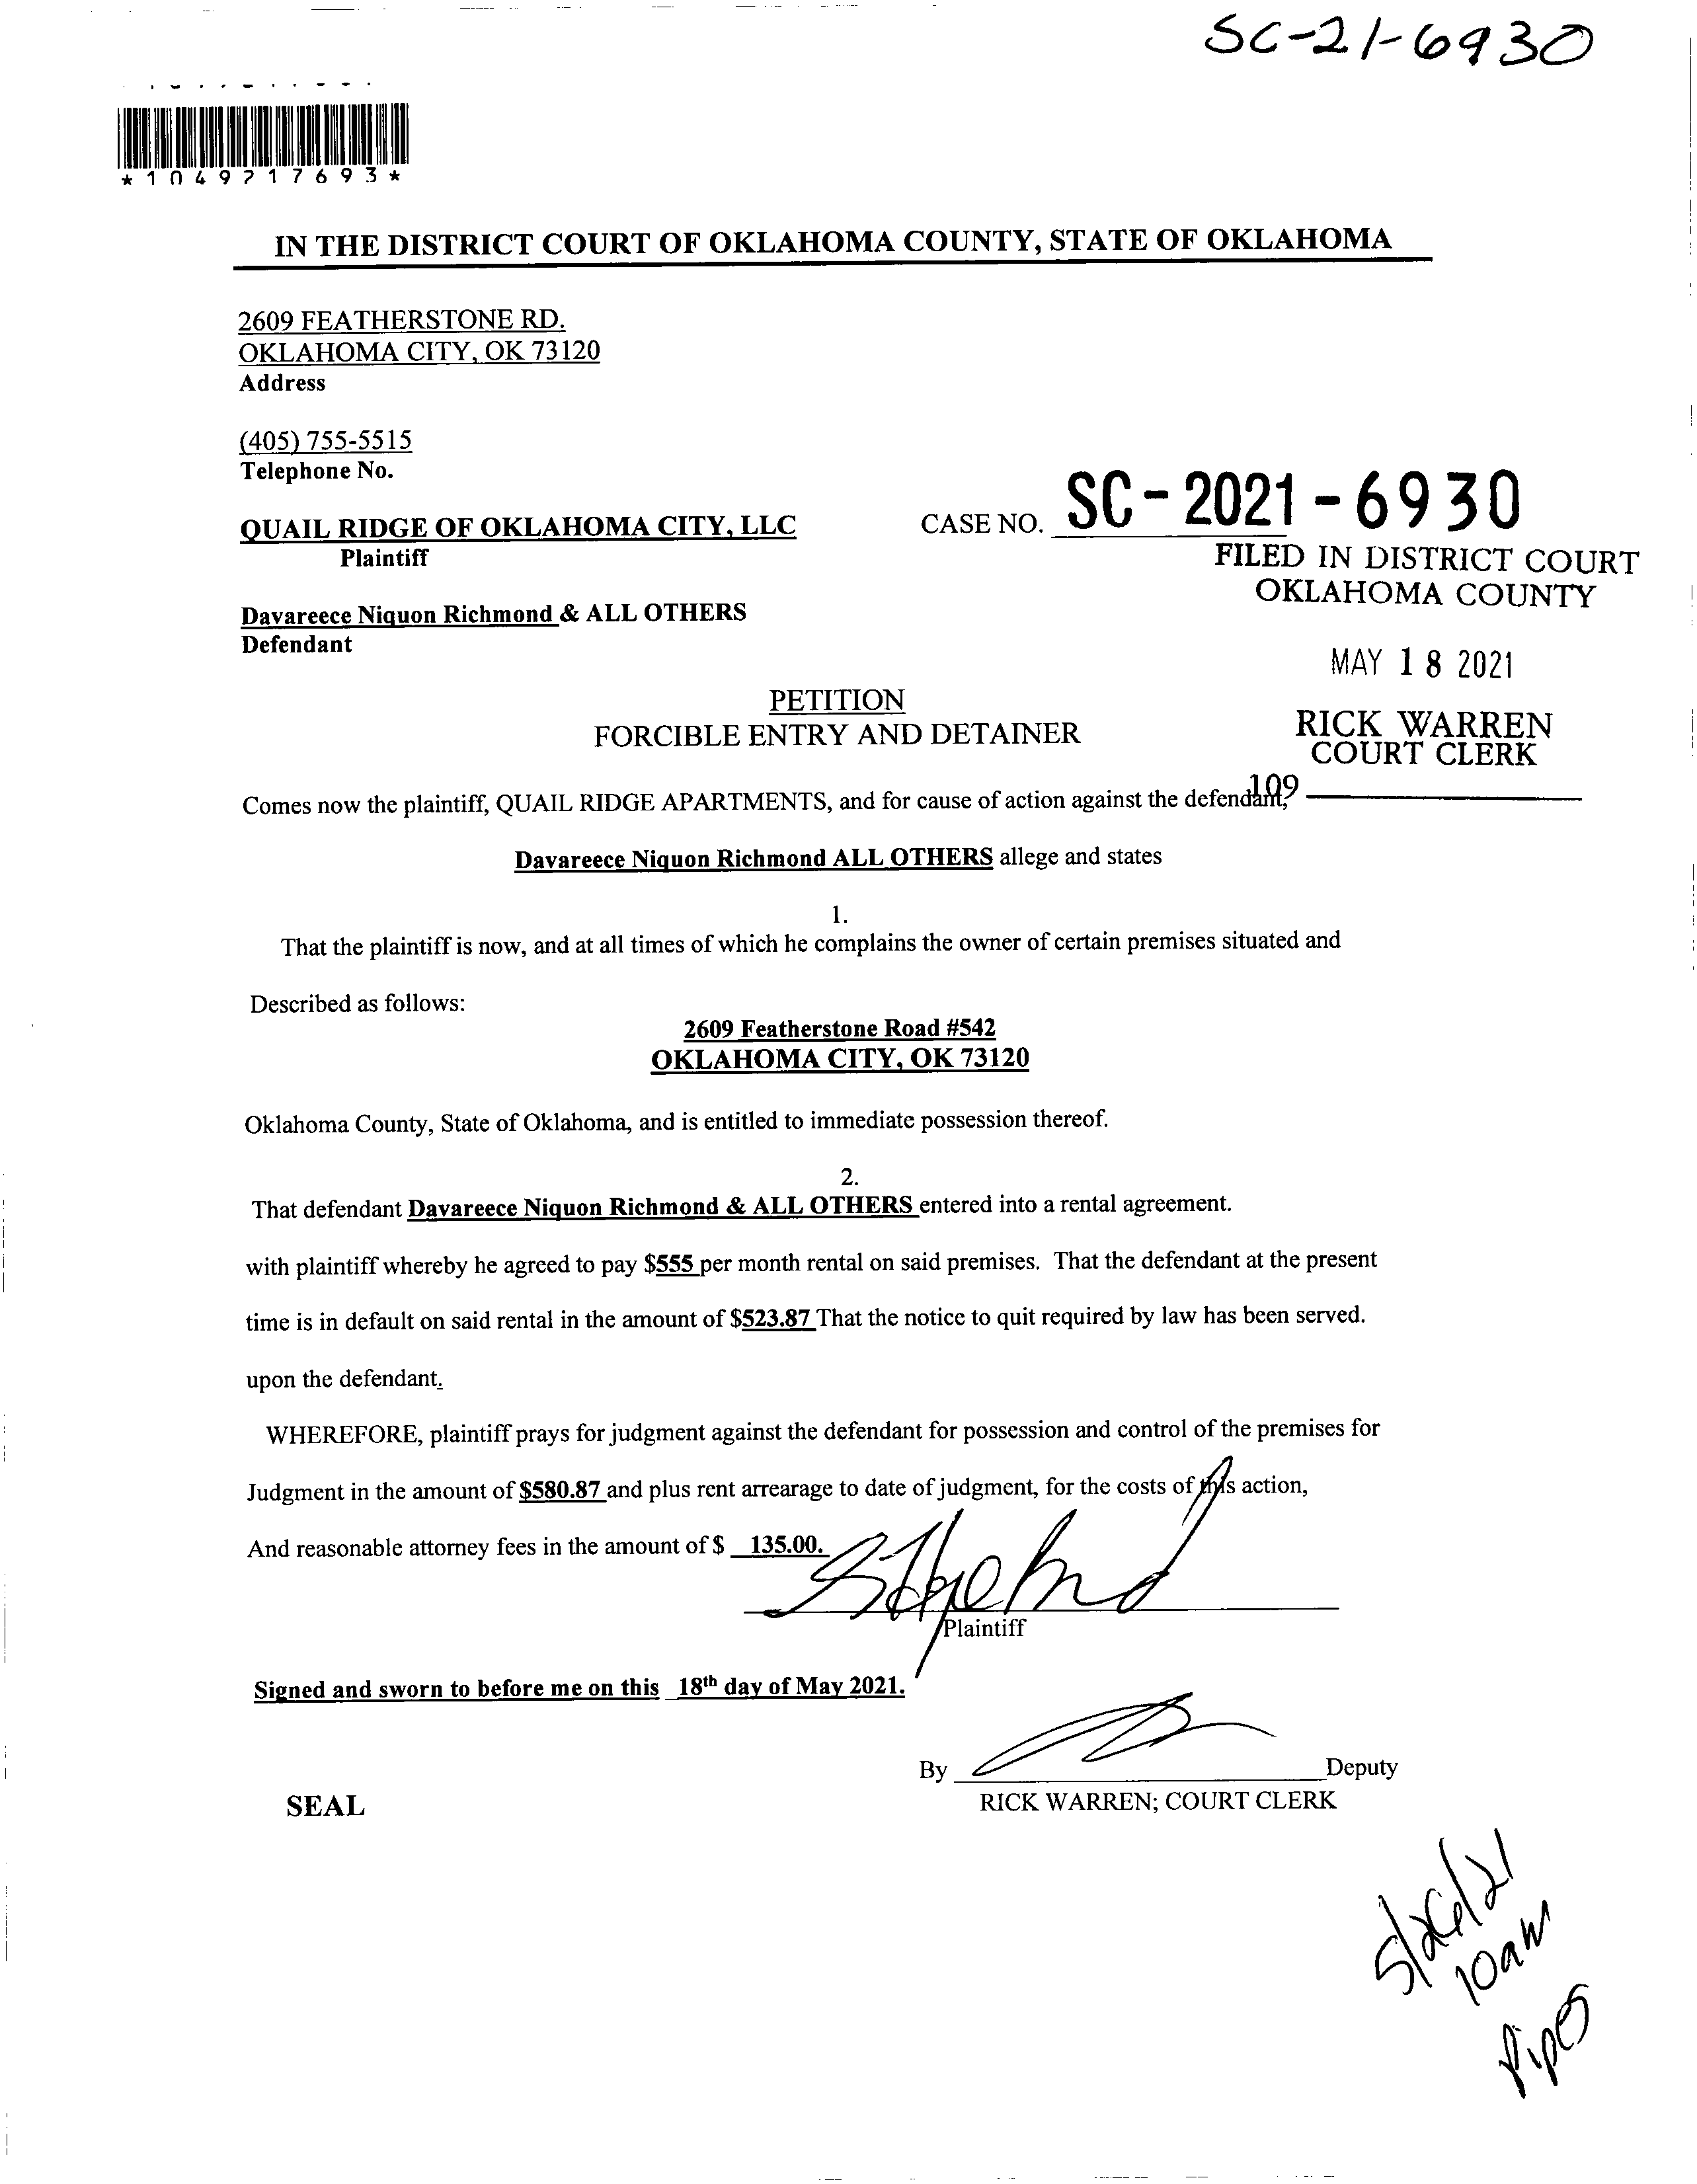 SC-21-6930
*1049217693*
IN THE DISTRICT COURT OF OKLAHOMA COUNTY, STATE OF OKLAHOMA
2609 FEATHERSTONE RD.
OKLAHOMA CITY, OK 73120
Address
(405) 755-5515
Telephone No.
QUAIL RIDGE OF OKLAHOMA CITY, LLC
Plaintiff
CASE NO. SC-2021-6930
FILED IN DISTRICT COURT
OKLAHOMA COUNTY
Davareece Niquon Richmond & ALL OTHERS
Defendant
MAY 18 2021
PETITION
FORCIBLE ENTRY AND DETAINER
RICK WARREN
COURT CLERK
109
Comes now the plaintiff, QUAIL RIDGE APARTMENTS, and for cause of action against the defendant,
Davareece Niquon Richmond ALL OTHERS allege and states
1.
That the plaintiff is now, and at all times of which he complains the owner of certain premises situated and
Described as follows:
2609 Featherstone Road #542
OKLAHOMA CITY, OK 73120
Oklahoma County, State of Oklahoma, and is entitled to immediate possession thereof.
2.
That defendant Davareece Niquon Richmond & ALL OTHERS entered into a rental agreement.
with plaintiff whereby he agreed to pay $555 per month rental on said premises. That the defendant at the present
time is in default on said rental in the amount of $523.87 That the notice to quit required by law has been served.
upon the defendant.
WHEREFORE, plaintiff prays for judgment against the defendant for possession and control of the premises for
Judgment in the amount of $580.87 and plus rent arrearage to date of judgment, for the costs of this action,
And reasonable attorney fees in the amount of $ 135.00.
Plaintiff
Signed and sworn to before me on this 18th day of May 2021.
By Deputy
RICK WARREN; COURT CLERK
SEAL
5/26/21
10am
Pipes